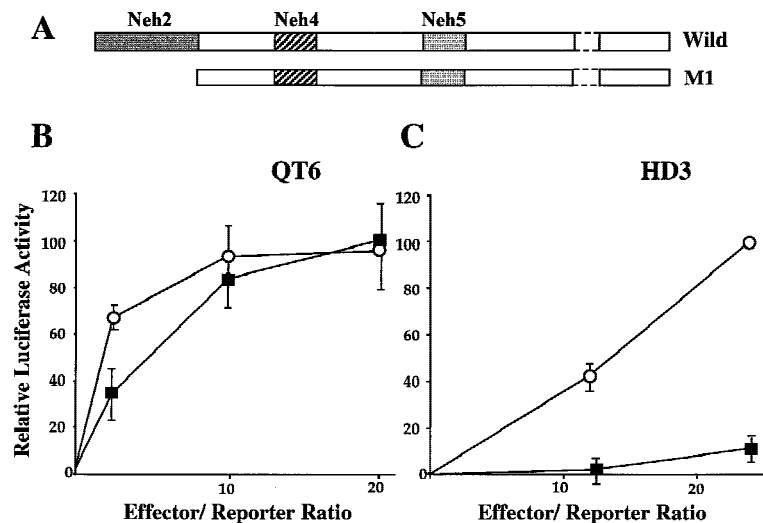 A
Neh2 Neh4 Neh5
Wild
M1
B
QT6
Relative Luciferase Activity
120
100
80
60
40
20
0
10 20
Effector/ Reporter Ratio
C
HD3
120
100
80
60
40
20
0
10 20
Effector/ Reporter Ratio